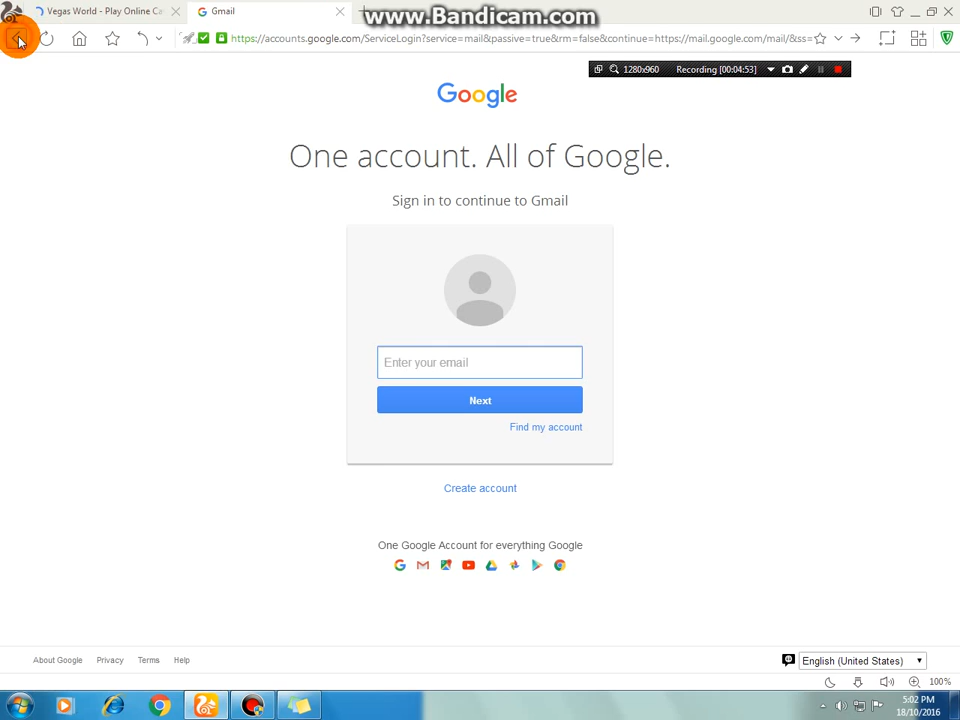 Vegas World - Play Online Ca
Gmail
www.Bandicam.com
https://accounts.google.com/ServiceLogin?service=mail&passive=true&rm=false&continue=https://mail.google.com/mail/&ss=
1280x960
Recording [00:04:53]
Google
One account. All of Google.
Sign in to continue to Gmail
Enter your email
Next
Find my account
Create account
One Google Account for everything Google
About Google
Privacy
Terms
Help
English (United States)
100%
5:02 PM
18/10/2016